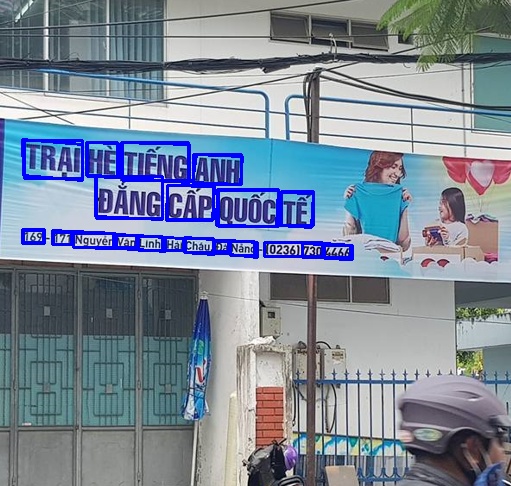 TRẠI HÈ TIẾNG ANH
ĐẲNG CẤP QUỐC TẾ
169 - 171 Nguyễn Văn Linh, Hải Châu, Đà Nẵng - (0236) 730 4466